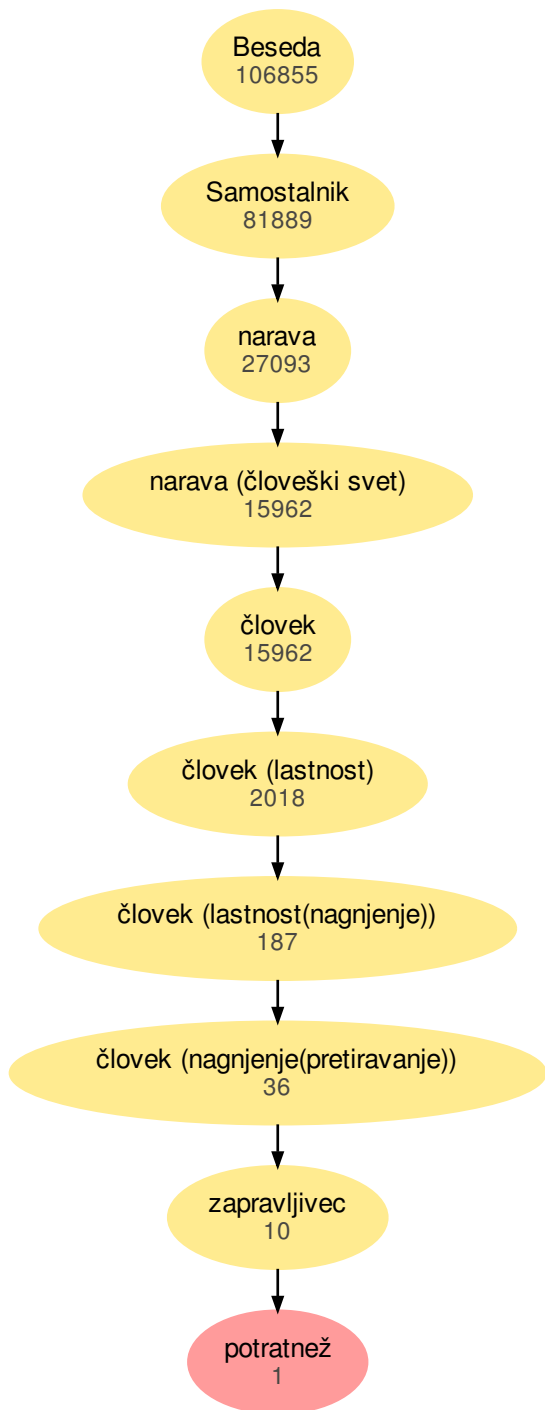 Beseda
106855
Samostalnik
81889
narava
27093
narava (človeški svet)
15962
človek
15962
človek (lastnost)
2018
človek (lastnost(nagnjenje))
187
človek (nagnjenje(pretiravanje))
36
zapravljivec
10
potratnež
1